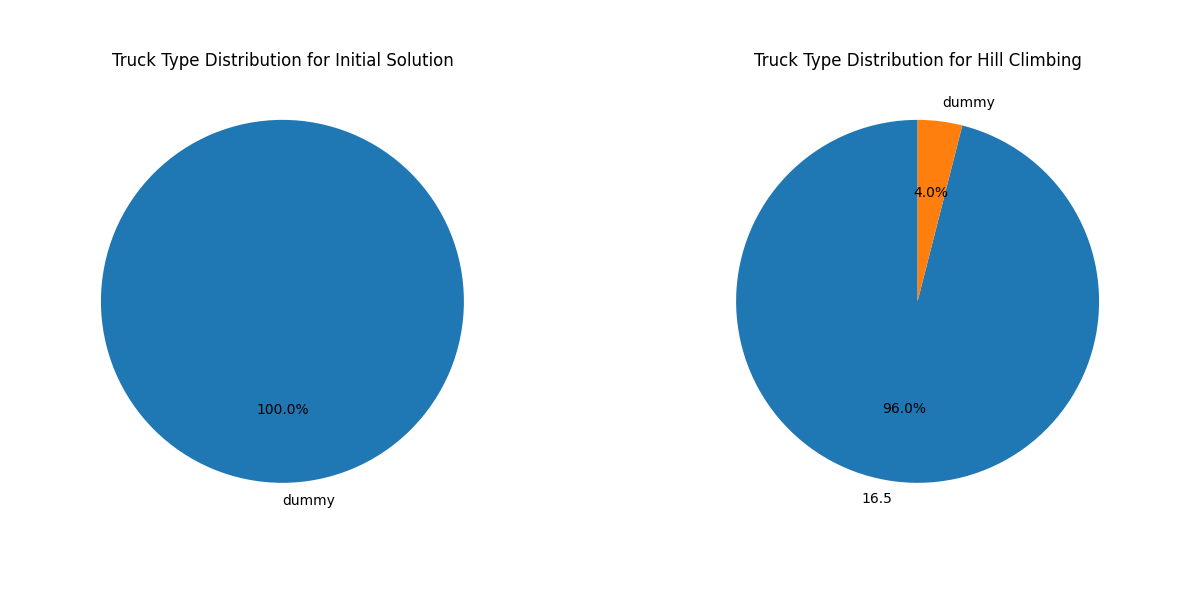 Truck Type Distribution for Initial Solution
100.0%
dummy
Truck Type Distribution for Hill Climbing
dummy
4.0%
96.0%
16.5